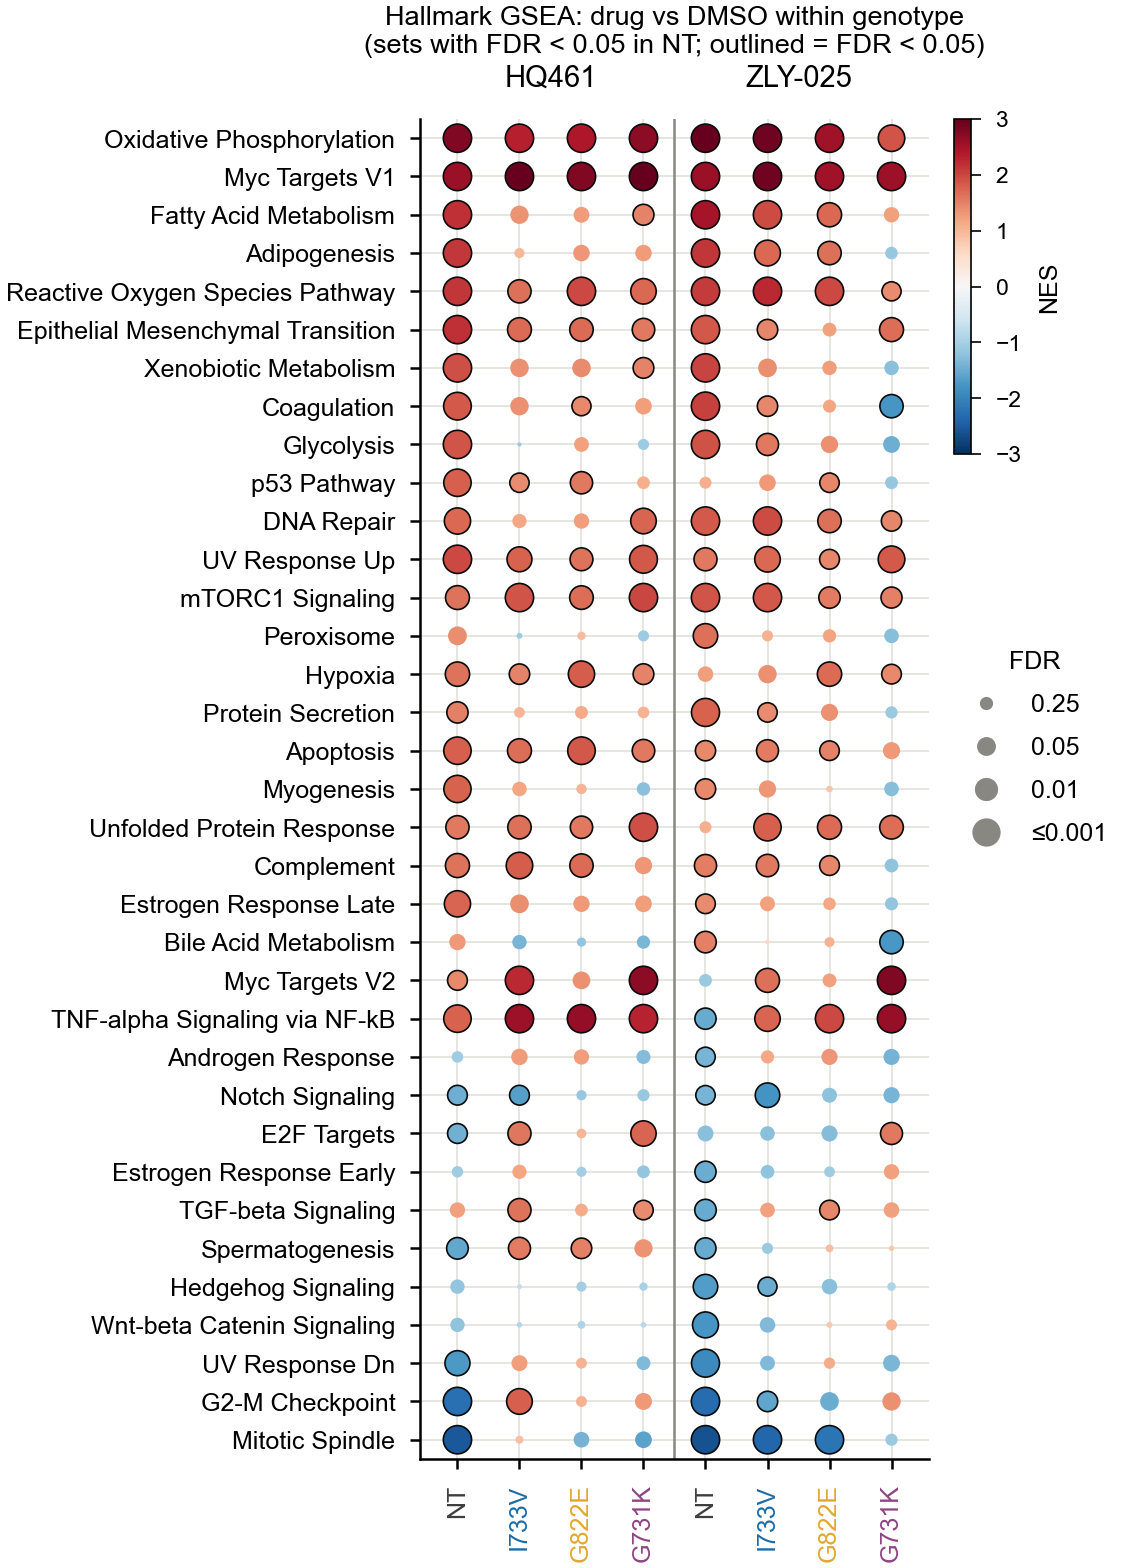 Hallmark GSEA: drug vs DMSO within genotype
(sets with FDR < 0.05 in NT; outlined = FDR < 0.05)
HQ461
ZLY-025
Oxidative Phosphorylation
Myc Targets V1
Fatty Acid Metabolism
Adipogenesis
Reactive Oxygen Species Pathway
Epithelial Mesenchymal Transition
Xenobiotic Metabolism
Coagulation
Glycolysis
p53 Pathway
DNA Repair
UV Response Up
mTORC1 Signaling
Peroxisome
Hypoxia
Protein Secretion
Apoptosis
Myogenesis
Unfolded Protein Response
Complement
Estrogen Response Late
Bile Acid Metabolism
Myc Targets V2
TNF-alpha Signaling via NF-kB
Androgen Response
Notch Signaling
E2F Targets
Estrogen Response Early
TGF-beta Signaling
Spermatogenesis
Hedgehog Signaling
Wnt-beta Catenin Signaling
UV Response Dn
G2-M Checkpoint
Mitotic Spindle
NT
I733V
G822E
G731K
NT
I733V
G822E
G731K
3
2
1
0
−1
−2
−3
NES
FDR
0.25
0.05
0.01
≤0.001